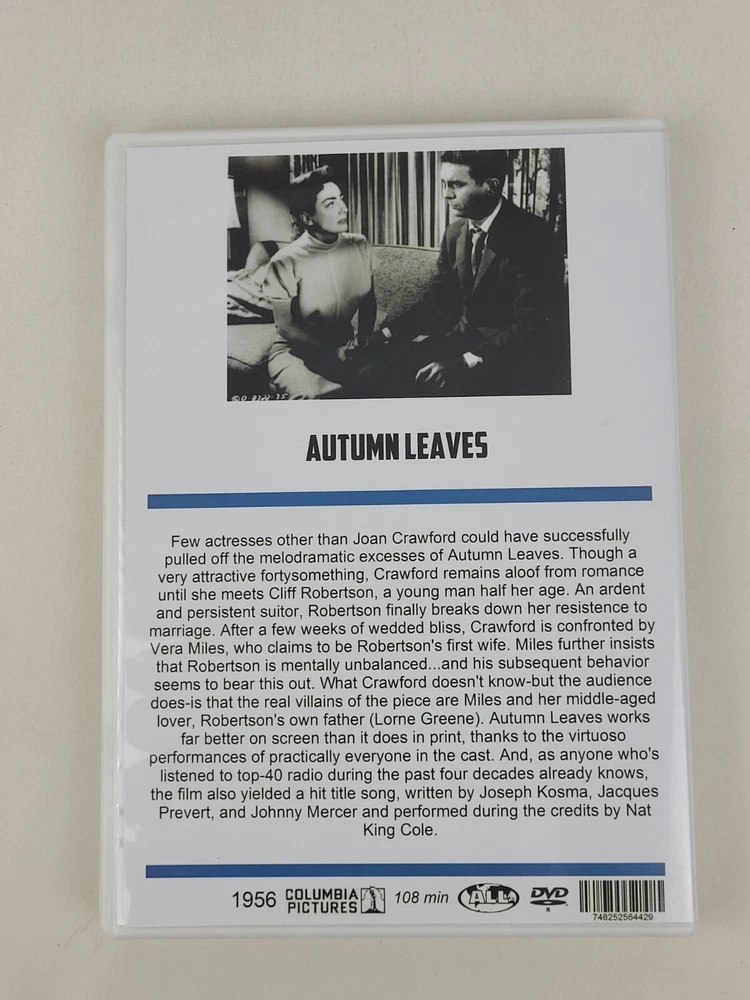 AUTUMN LEAVES
Few actresses other than Joan Crawford could have successfully
pulled off the melodramatic excesses of Autumn Leaves. Though a
very attractive fortysomething, Crawford remains aloof from romance
until she meets Cliff Robertson, a young man half her age. An ardent
and persistent suitor, Robertson finally breaks down her resistence to
marriage. After a few weeks of wedded bliss, Crawford is confronted by
Vera Miles, who claims to be Robertson's first wife. Miles further insists
that Robertson is mentally unbalanced...and his subsequent behavior
seems to bear this out. What Crawford doesn't know-but the audience
does-is that the real villains of the piece are Miles and her middle-aged
lover, Robertson's own father (Lorne Greene). Autumn Leaves works
far better on screen than it does in print, thanks to the virtuoso
performances of practically everyone in the cast. And, as anyone who's
listened to top-40 radio during the past four decades already knows,
the film also yielded a hit title song, written by Joseph Kosma, Jacques
Prevert, and Johnny Mercer and performed during the credits by Nat
King Cole.
1956 COLUMBIA PICTURES 108 min ALL DVD R
748252564429